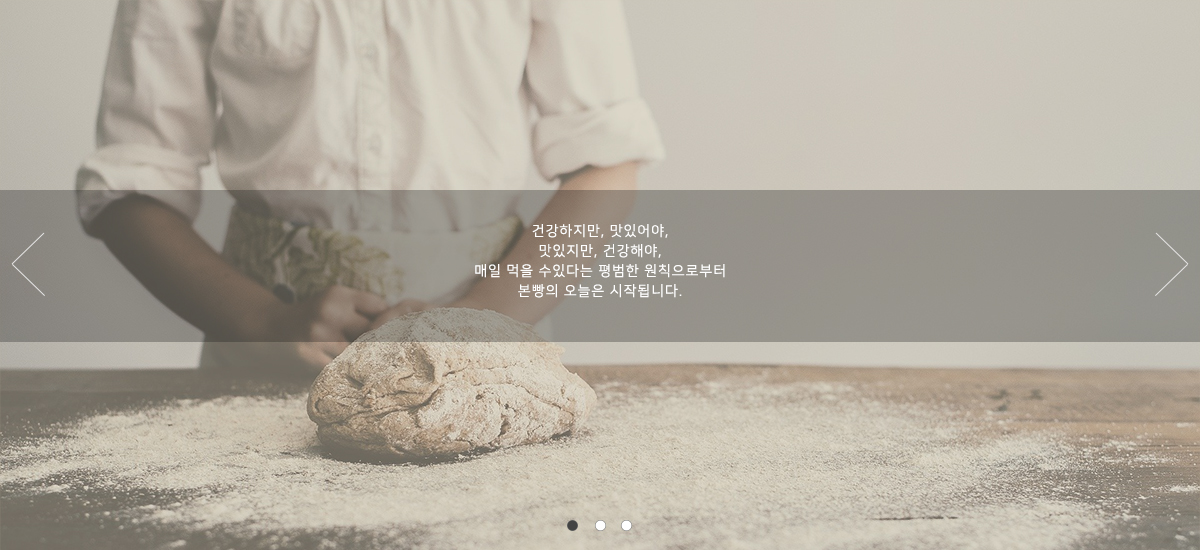 건강하지만, 맛있어야,
맛있지만, 건강해야,
매일 먹을 수있다는 평범한 원칙으로부터
본빵의 오늘은 시작됩니다.